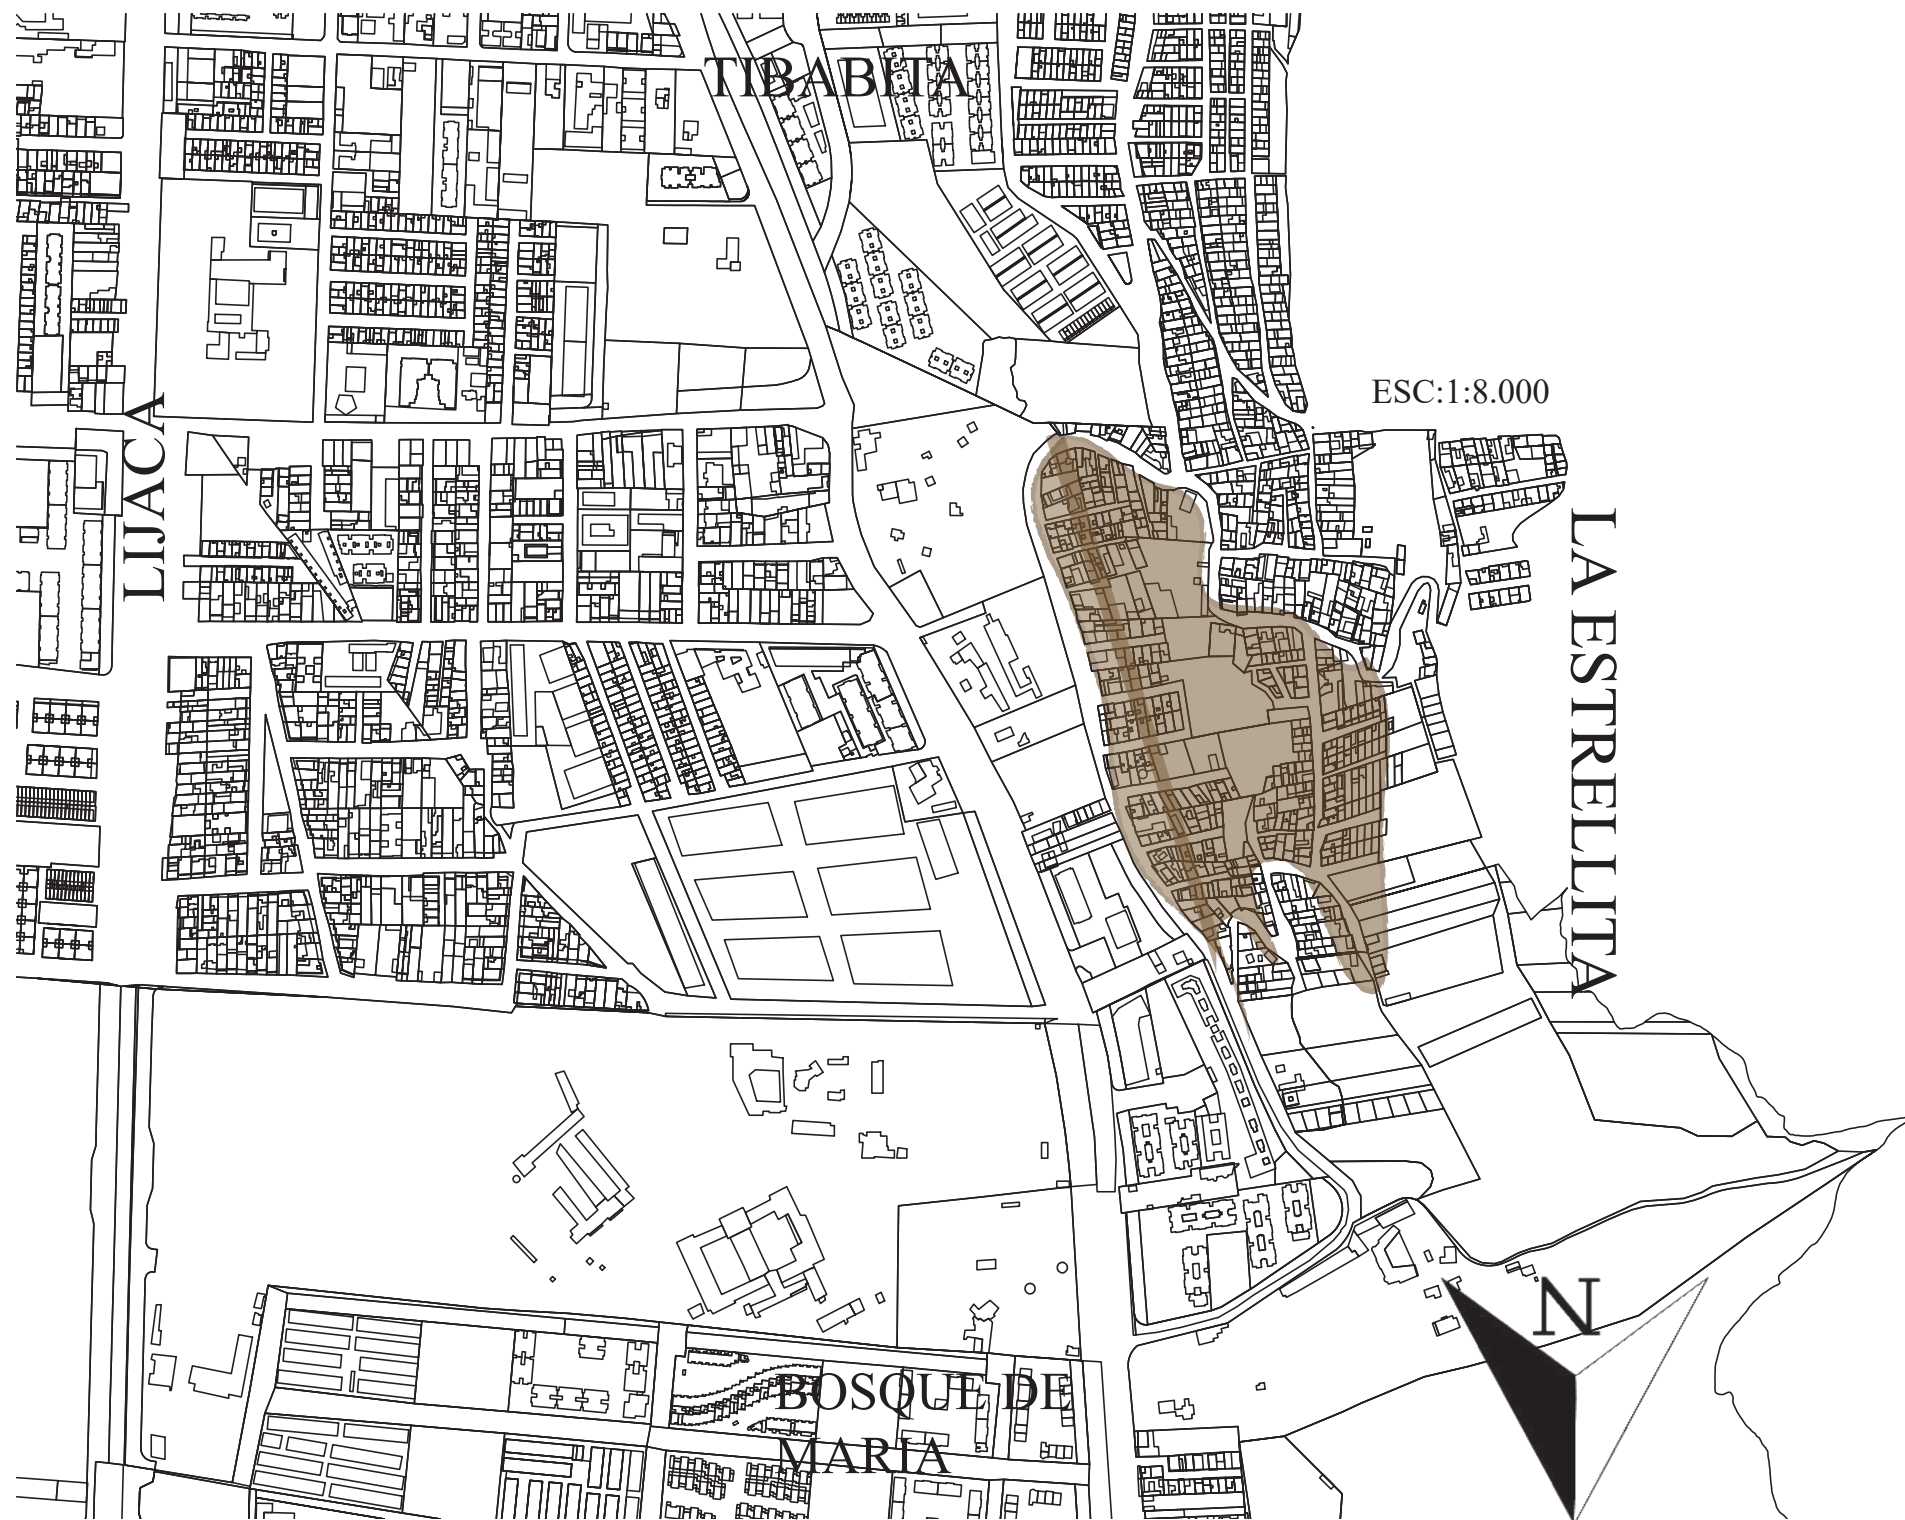 TIBABITA
ESC:1:8.000
LIJACA
LA ESTRELLITA
N
BOSQUE DE
MARIA